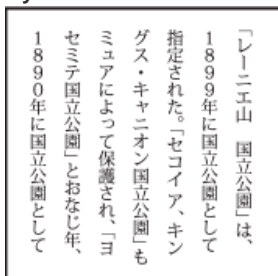 「レーニエ山　国立公園」は、
1899年に国立公園として
指定された。「セコイア、キン
グス・キャニオン国立公園」も
ミュアによって保護され、「ヨ
セミテ国立公園」とおなじ年、
1890年に国立公園として